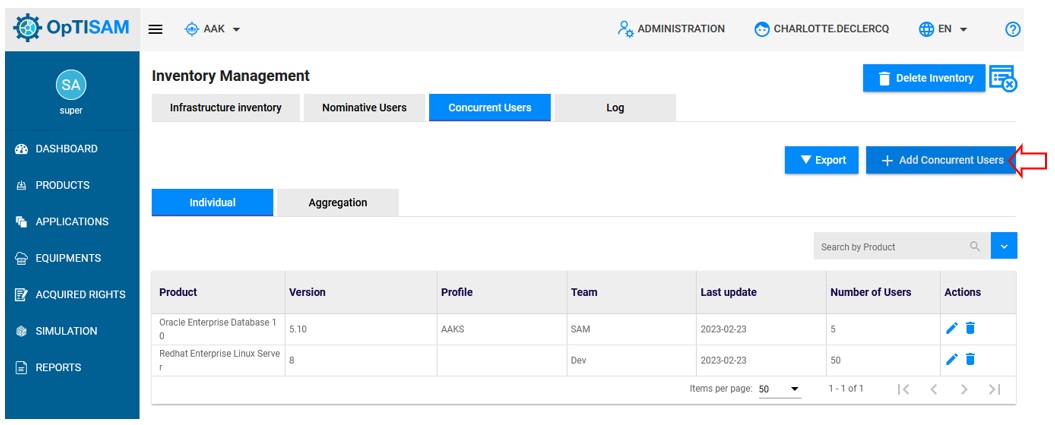 OpTISAM
AAK
ADMINISTRATION
CHARLOTTE.DECLERCQ
EN
SA
super
DASHBOARD
PRODUCTS
APPLICATIONS
EQUIPMENTS
ACQUIRED RIGHTS
SIMULATION
REPORTS
Inventory Management
Delete Inventory
Infrastructure inventory Nominative Users Concurrent Users Log
Export + Add Concurrent Users
Individual Aggregation
Search by Product
Product Version Profile Team Last update Number of Users Actions
Oracle Enterprise Database 1
0 5.10 AAKS SAM 2023-02-23 5
Redhat Enterprise Linux Serve
r 8 Dev 2023-02-23 50
Items per page: 50 1 - 1 of 1